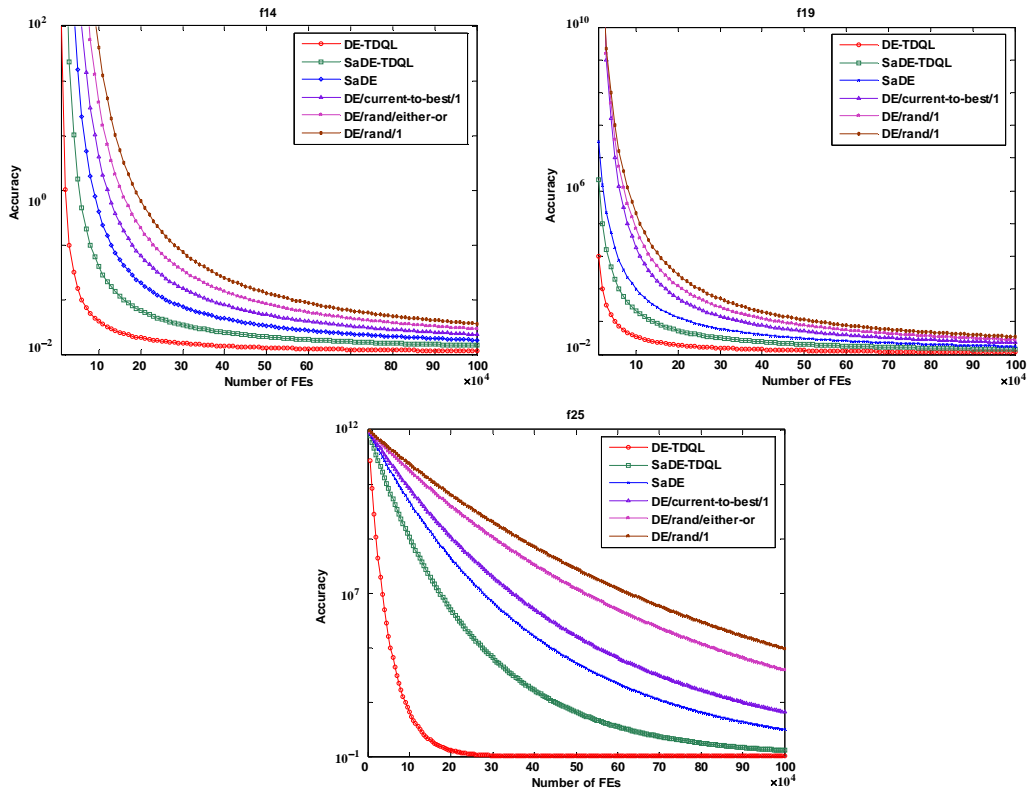 f14
10^2
10^0
10^-2
Accuracy
DE-TDQL
SaDE-TDQL
SaDE
DE/current-to-best/1
DE/rand/either-or
DE/rand/1
10 20 30 40 50 60 70 80 90 100
Number of FEs
×10^4
f19
10^10
10^6
10^-2
Accuracy
DE-TDQL
SaDE-TDQL
SaDE
DE/current-to-best/1
DE/rand/1
DE/rand/1
10 20 30 40 50 60 70 80 90 100
Number of FEs
×10^4
f25
10^12
10^7
10^-1
Accuracy
DE-TDQL
SaDE-TDQL
SaDE
DE/current-to-best/1
DE/rand/either-or
DE/rand/1
0 10 20 30 40 50 60 70 80 90 100
Number of FEs
×10^4